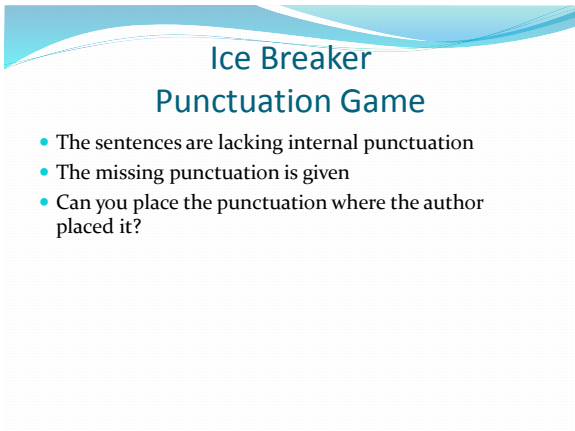 Ice Breaker
Punctuation Game
• The sentences are lacking internal punctuation
• The missing punctuation is given
• Can you place the punctuation where the author
placed it?